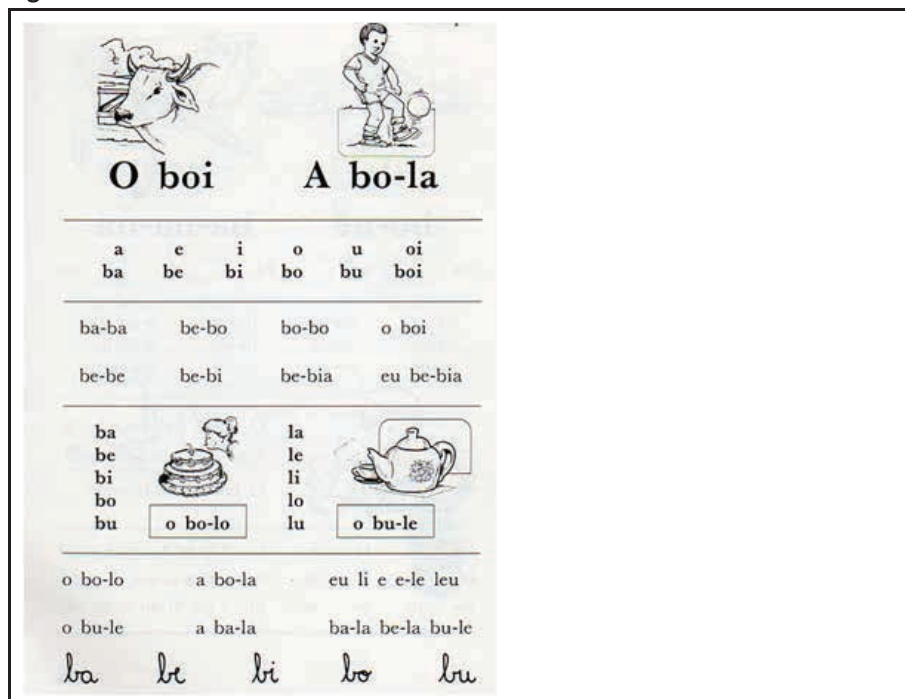 O boi A bo-la
a e i o u oi
ba be bi bo bu boi
ba-ba be-bo bo-bo o boi
be-be be-bi be-bia eu be-bia
ba
be
bi
bo
bu
o bo-lo
la
le
li
lo
lu
o bu-le
o bo-lo a bo-la eu li e e-le leu
o bu-le a ba-la ba-la be-la bu-le
ba be bi bo bu